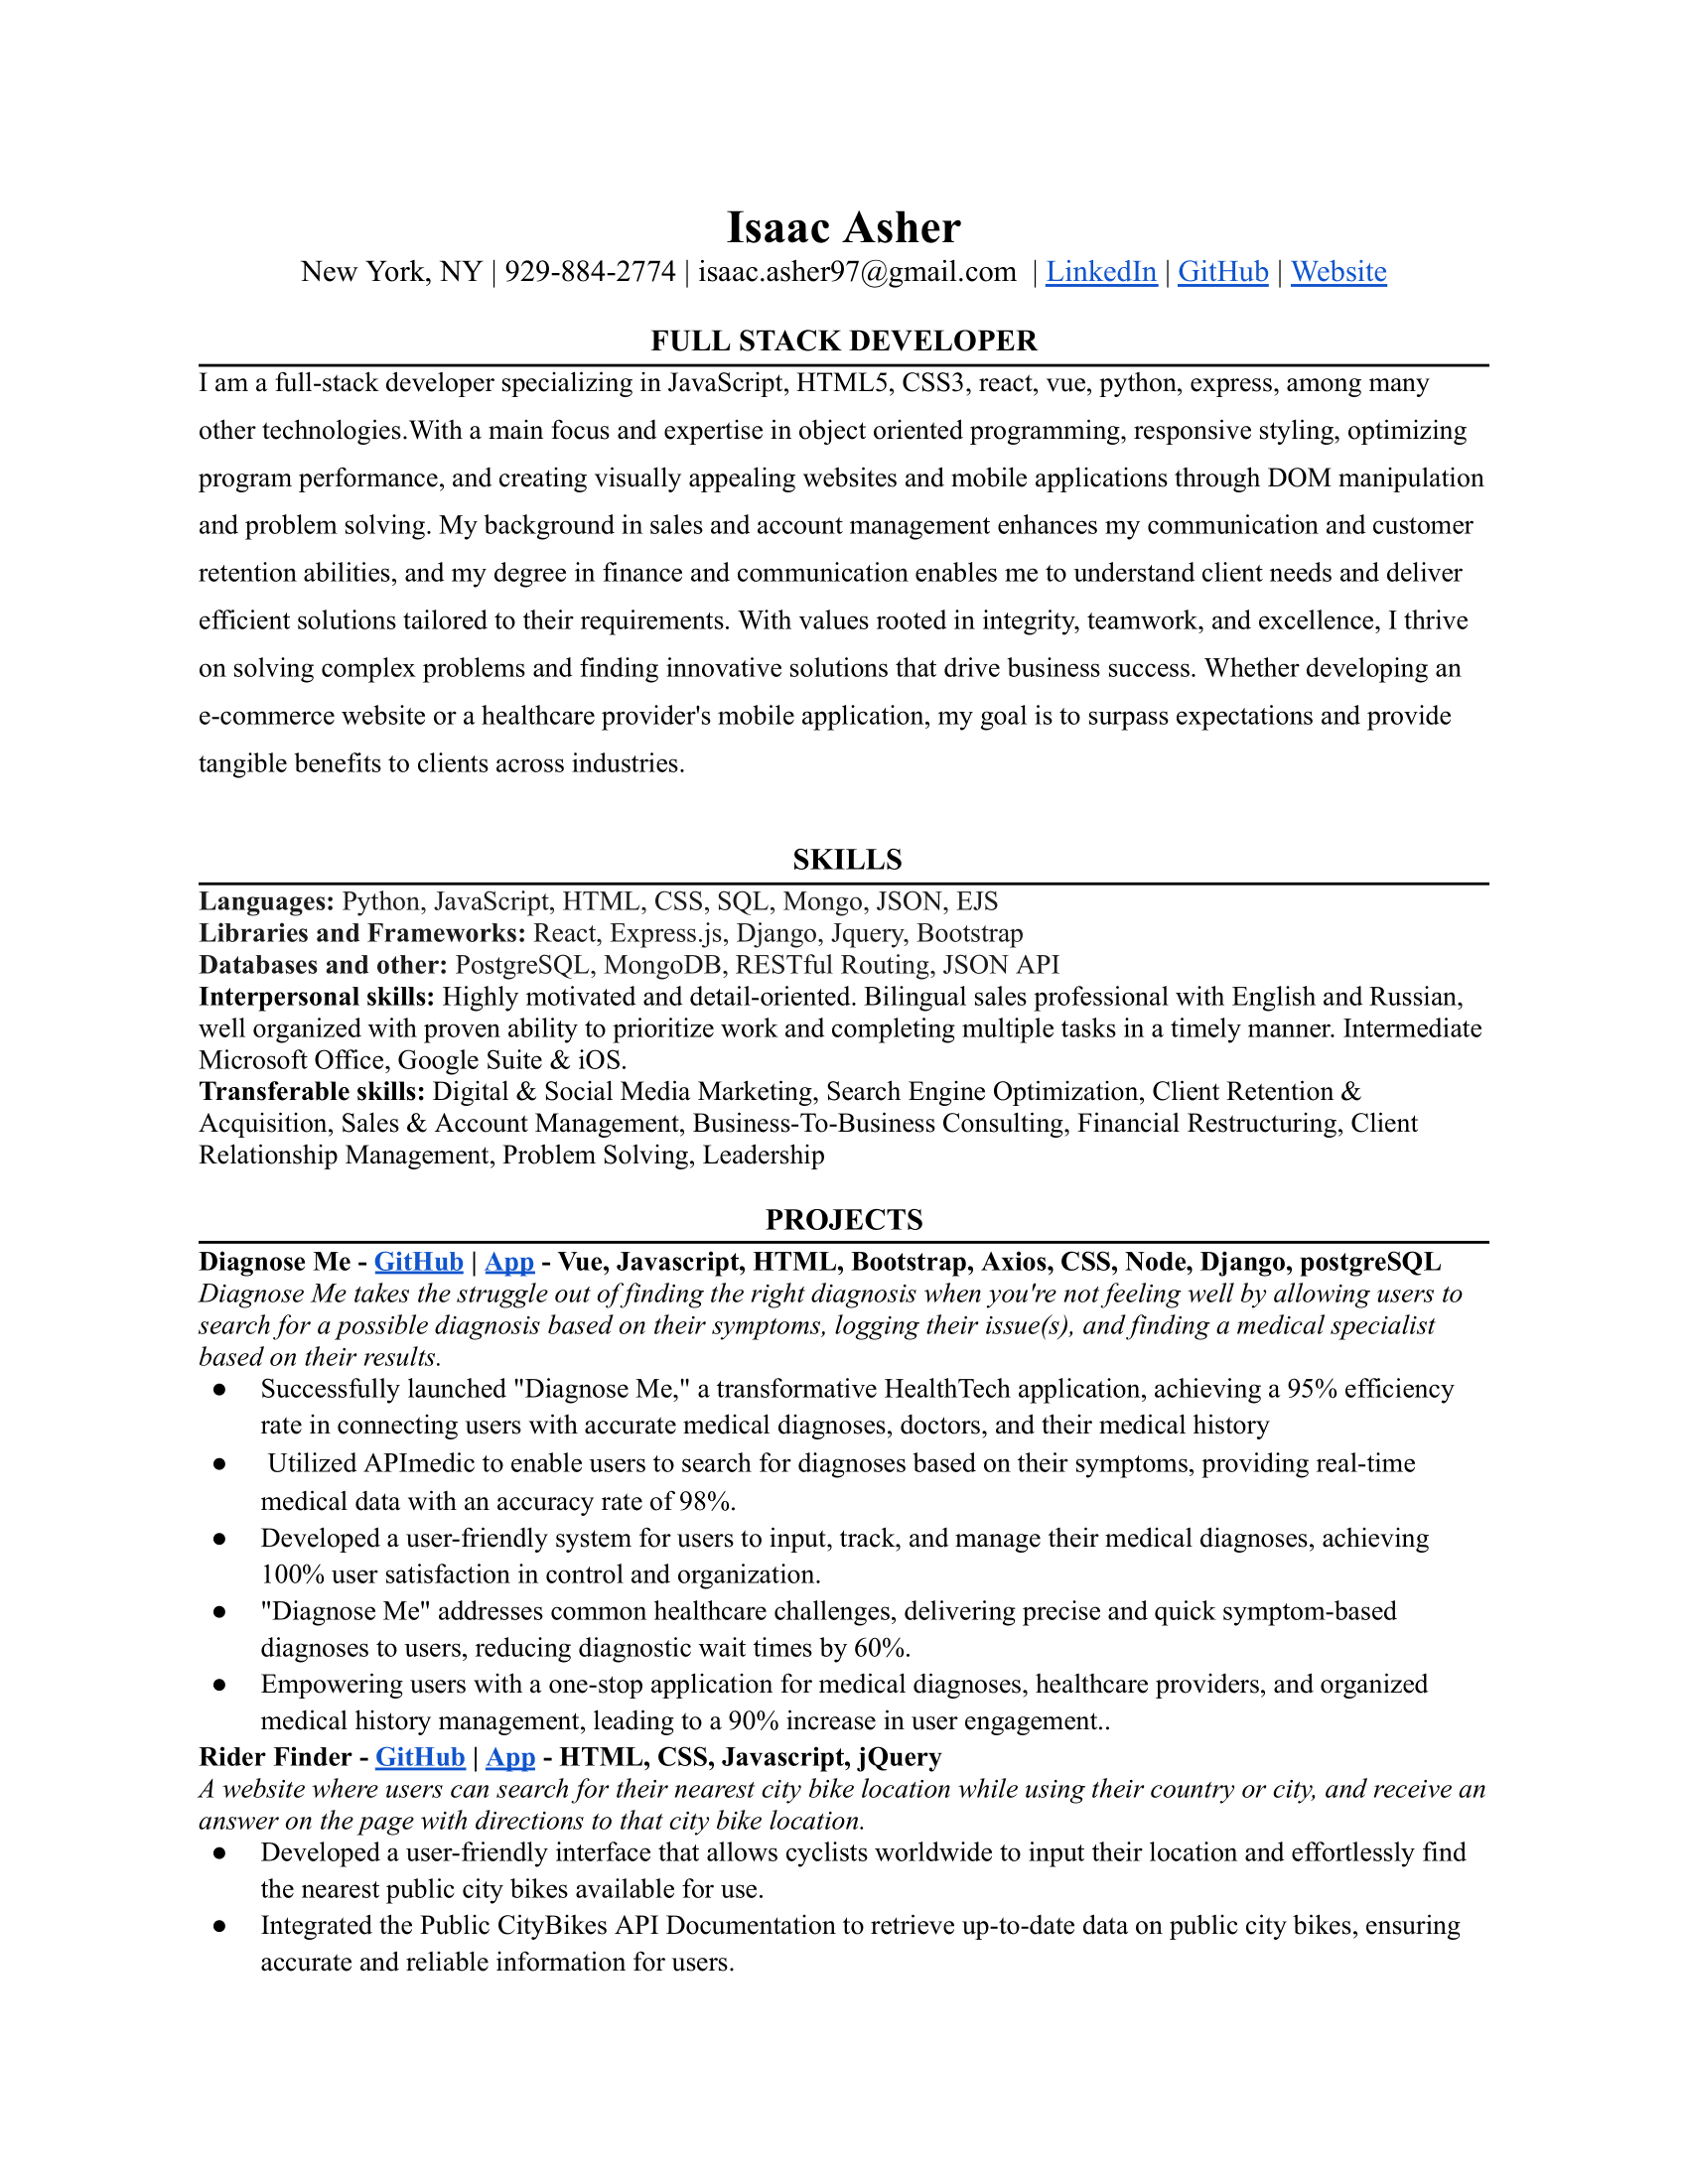 Isaac Asher
New York, NY | 929-884-2774 | isaac.asher97@gmail.com | LinkedIn | GitHub | Website
FULL STACK DEVELOPER
I am a full-stack developer specializing in JavaScript, HTML5, CSS3, react, vue, python, express, among many
other technologies.With a main focus and expertise in object oriented programming, responsive styling, optimizing
program performance, and creating visually appealing websites and mobile applications through DOM manipulation
and problem solving. My background in sales and account management enhances my communication and customer
retention abilities, and my degree in finance and communication enables me to understand client needs and deliver
efficient solutions tailored to their requirements. With values rooted in integrity, teamwork, and excellence, I thrive
on solving complex problems and finding innovative solutions that drive business success. Whether developing an
e-commerce website or a healthcare provider's mobile application, my goal is to surpass expectations and provide
tangible benefits to clients across industries.
SKILLS
Languages: Python, JavaScript, HTML, CSS, SQL, Mongo, JSON, EJS
Libraries and Frameworks: React, Express.js, Django, Jquery, Bootstrap
Databases and other: PostgreSQL, MongoDB, RESTful Routing, JSON API
Interpersonal skills: Highly motivated and detail-oriented. Bilingual sales professional with English and Russian,
well organized with proven ability to prioritize work and completing multiple tasks in a timely manner. Intermediate
Microsoft Office, Google Suite & iOS.
Transferable skills: Digital & Social Media Marketing, Search Engine Optimization, Client Retention &
Acquisition, Sales & Account Management, Business-To-Business Consulting, Financial Restructuring, Client
Relationship Management, Problem Solving, Leadership
PROJECTS
Diagnose Me - GitHub | App - Vue, Javascript, HTML, Bootstrap, Axios, CSS, Node, Django, postgreSQL
Diagnose Me takes the struggle out of finding the right diagnosis when you're not feeling well by allowing users to
search for a possible diagnosis based on their symptoms, logging their issue(s), and finding a medical specialist
based on their results.
● Successfully launched "Diagnose Me," a transformative HealthTech application, achieving a 95% efficiency
rate in connecting users with accurate medical diagnoses, doctors, and their medical history
● Utilized APImedic to enable users to search for diagnoses based on their symptoms, providing real-time
medical data with an accuracy rate of 98%.
● Developed a user-friendly system for users to input, track, and manage their medical diagnoses, achieving
100% user satisfaction in control and organization.
● "Diagnose Me" addresses common healthcare challenges, delivering precise and quick symptom-based
diagnoses to users, reducing diagnostic wait times by 60%.
● Empowering users with a one-stop application for medical diagnoses, healthcare providers, and organized
medical history management, leading to a 90% increase in user engagement..
Rider Finder - GitHub | App - HTML, CSS, Javascript, jQuery
A website where users can search for their nearest city bike location while using their country or city, and receive an
answer on the page with directions to that city bike location.
● Developed a user-friendly interface that allows cyclists worldwide to input their location and effortlessly find
the nearest public city bikes available for use.
● Integrated the Public CityBikes API Documentation to retrieve up-to-date data on public city bikes, ensuring
accurate and reliable information for users.